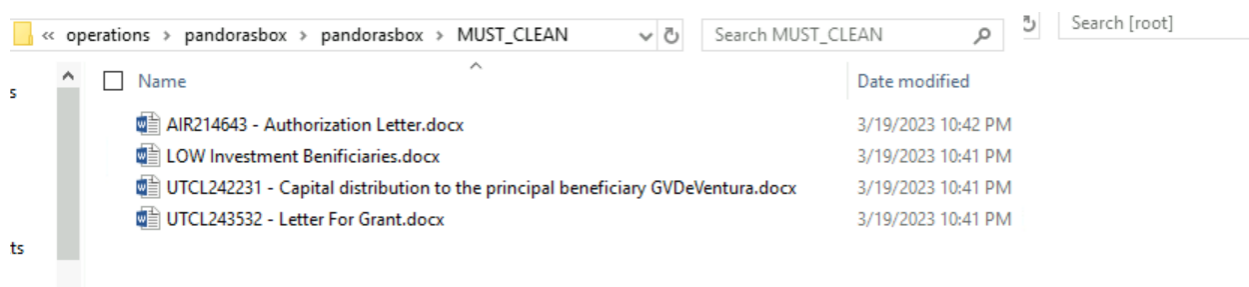 Search [root]
« operations > pandorasbox > pandorasbox > MUST_CLEAN Search MUST_CLEAN
s
Name Date modified
AIR214643 - Authorization Letter.docx 3/19/2023 10:42 PM
LOW Investment Benificiaries.docx 3/19/2023 10:41 PM
UTCL242231 - Capital distribution to the principal beneficiary GVDeVentura.docx 3/19/2023 10:41 PM
UTCL243532 - Letter For Grant.docx 3/19/2023 10:41 PM
ts